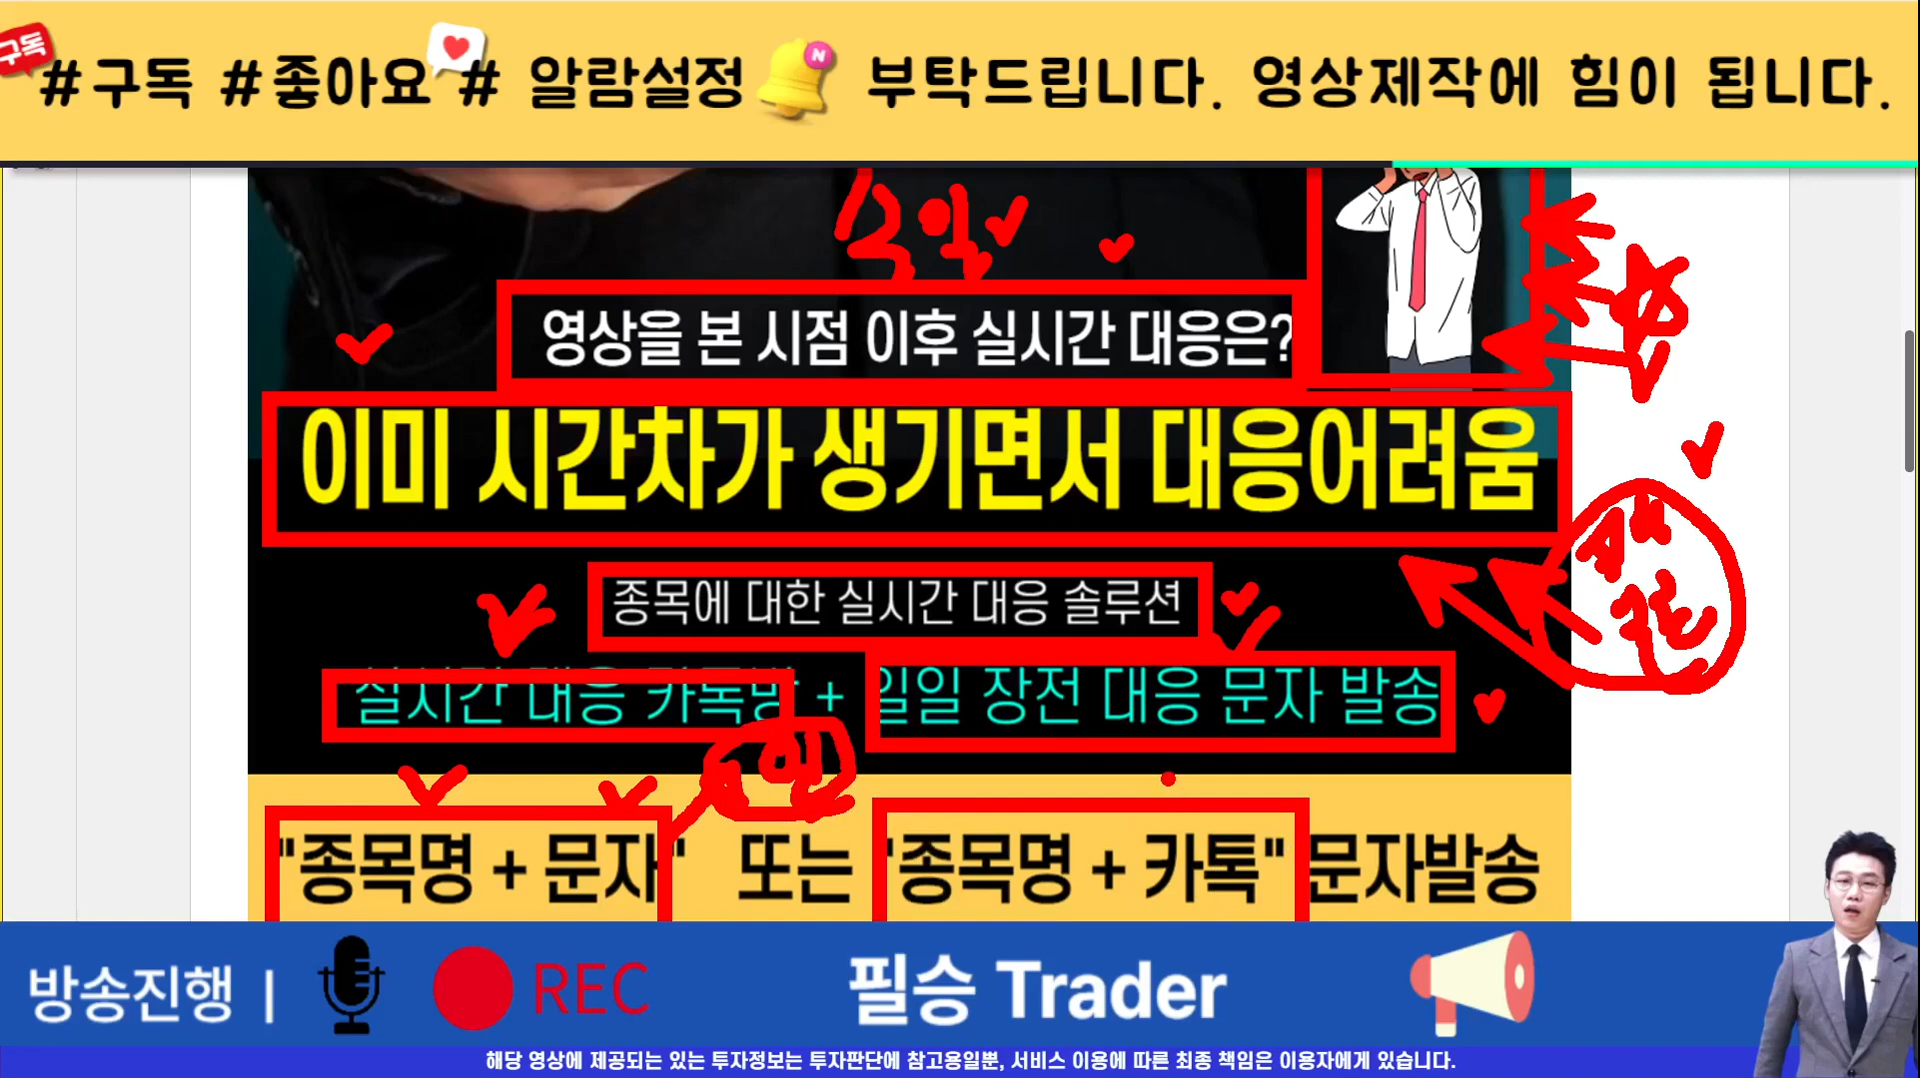 구독 #구독 #좋아요 # 알람설정 N 부탁드립니다. 영상제작에 힘이 됩니다.
영상을 본 시점 이후 실시간 대응은?
이미 시간차가 생기면서 대응어려움
종목에 대한 실시간 대응 솔루션
실시간 대응 카톡방 + 일일 장전 대응 문자 발송
"종목명 + 문자" 또는 "종목명 + 카톡" 문자발송
방송진행 | REC 필승 Trader
해당 영상에 제공되는 있는 투자정보는 투자판단에 참고용일뿐, 서비스 이용에 따른 최종 책임은 이용자에게 있습니다.